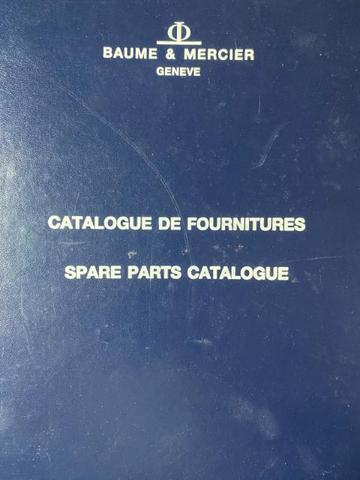 BAUME & MERCIER
GENEVE
CATALOGUE DE FOURNITURES
SPARE PARTS CATALOGUE